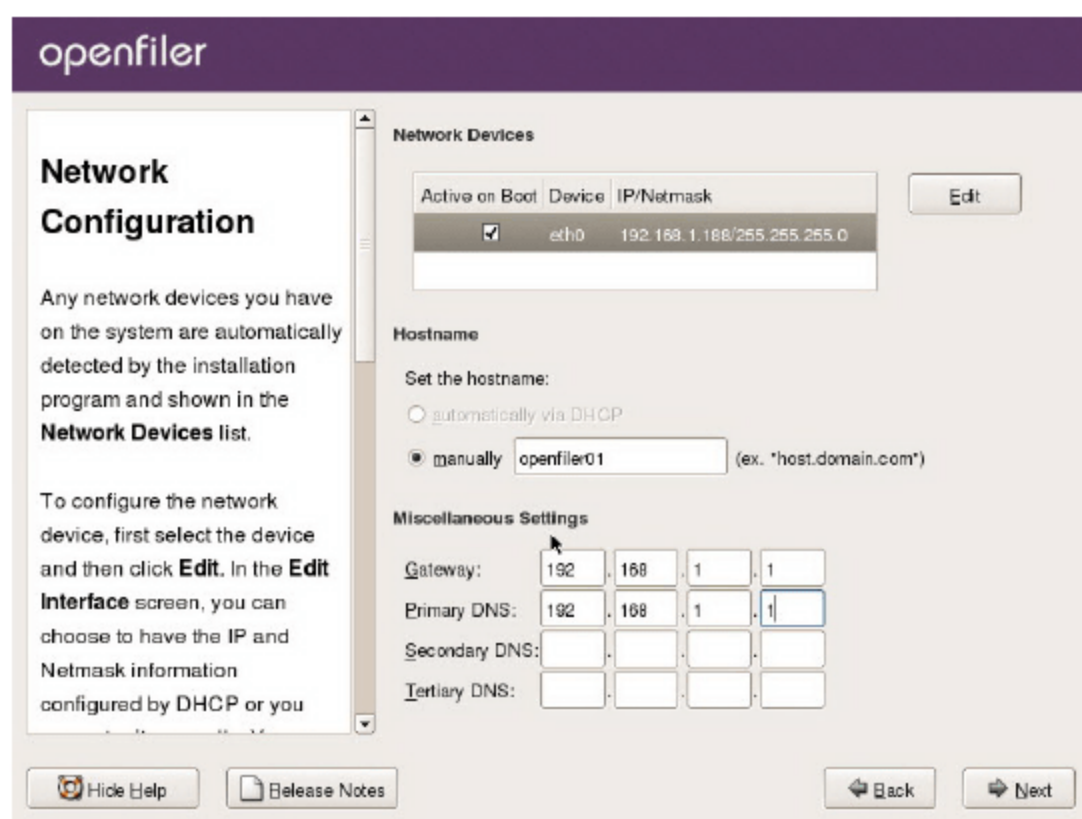 openfiler
Network
Configuration
Any network devices you have
on the system are automatically
detected by the installation
program and shown in the
Network Devices list.
To configure the network
device, first select the device
and then click Edit. In the Edit
Interface screen, you can
choose to have the IP and
Netmask information
configured by DHCP or you
Network Devices
Active on Boot Device IP/Netmask
eth0 192.168.1.188/255.255.255.0
Edit
Hostname
Set the hostname:
automatically via DHCP
manually openfiler01 (ex. "host.domain.com")
Miscellaneous Settings
Gateway: 192 . 168 . 1 . 1
Primary DNS: 192 . 168 . 1 . 1
Secondary DNS: . . .
Tertiary DNS: . . .
Hide Help
Release Notes
Back
Next